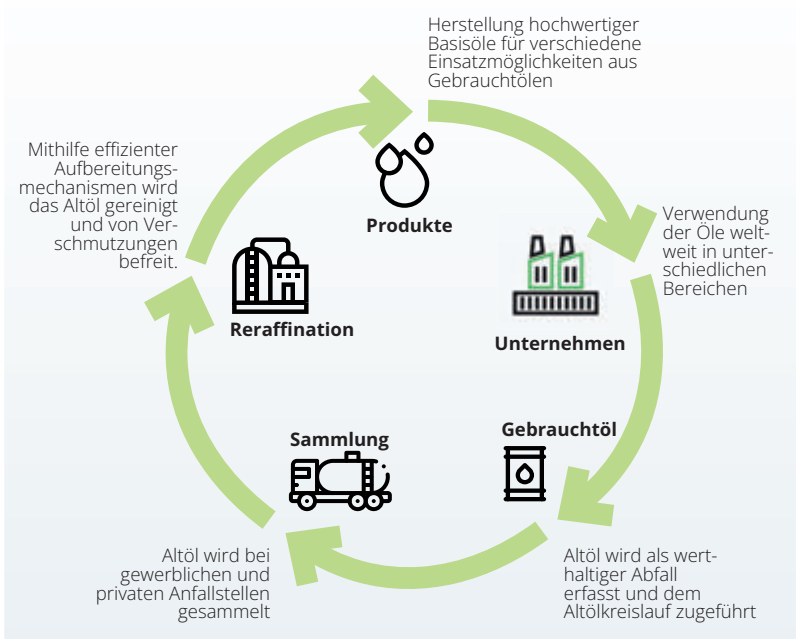 Herstellung hochwertiger
Basisöle für verschiedene
Einsatzmöglichkeiten aus
Gebrauchtölen
Produkte
Verwendung
der Öle welt-
weit in unter-
schiedlichen
Bereichen
Unternehmen
Gebrauchtöl
Altöl wird als wert-
haltiger Abfall
erfasst und dem
Altölkreislauf zugeführt
Sammlung
Altöl wird bei
gewerblichen und
privaten Anfallstellen
gesammelt
Reraffination
Mithilfe effizienter
Aufbereitungs-
mechanismen wird
das Altöl gereinigt
und von Ver-
schmutzungen
befreit.